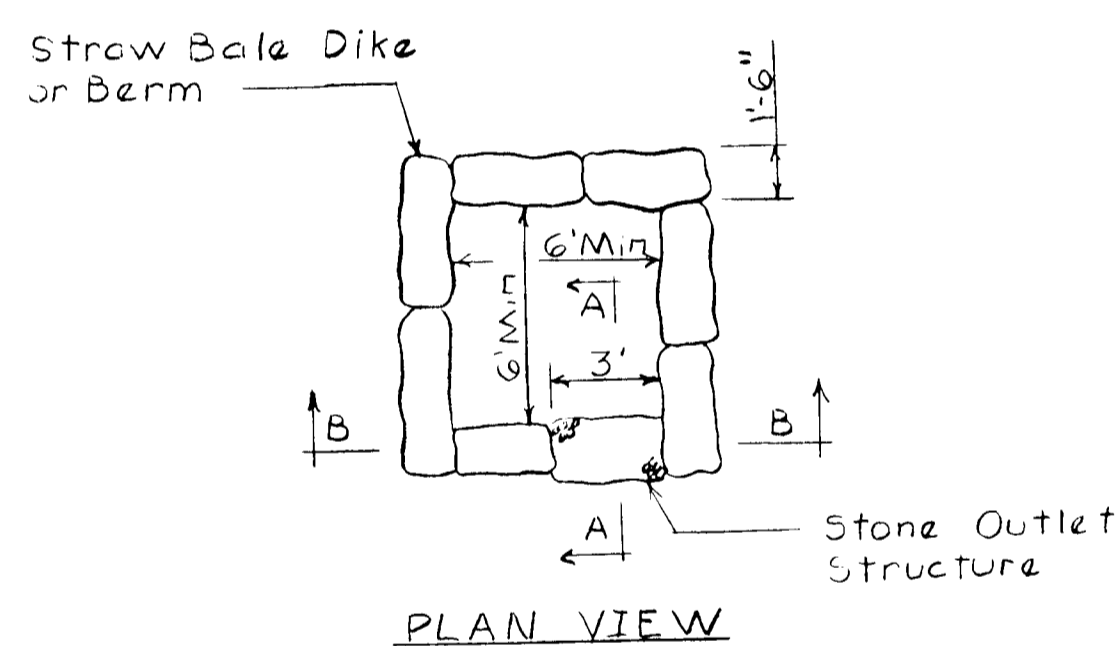 Straw Bale Dike
or Berm
1'-6"
6'Min
6'Min
A
3'
B
B
A
Stone Outlet
Structure
PLAN VIEW